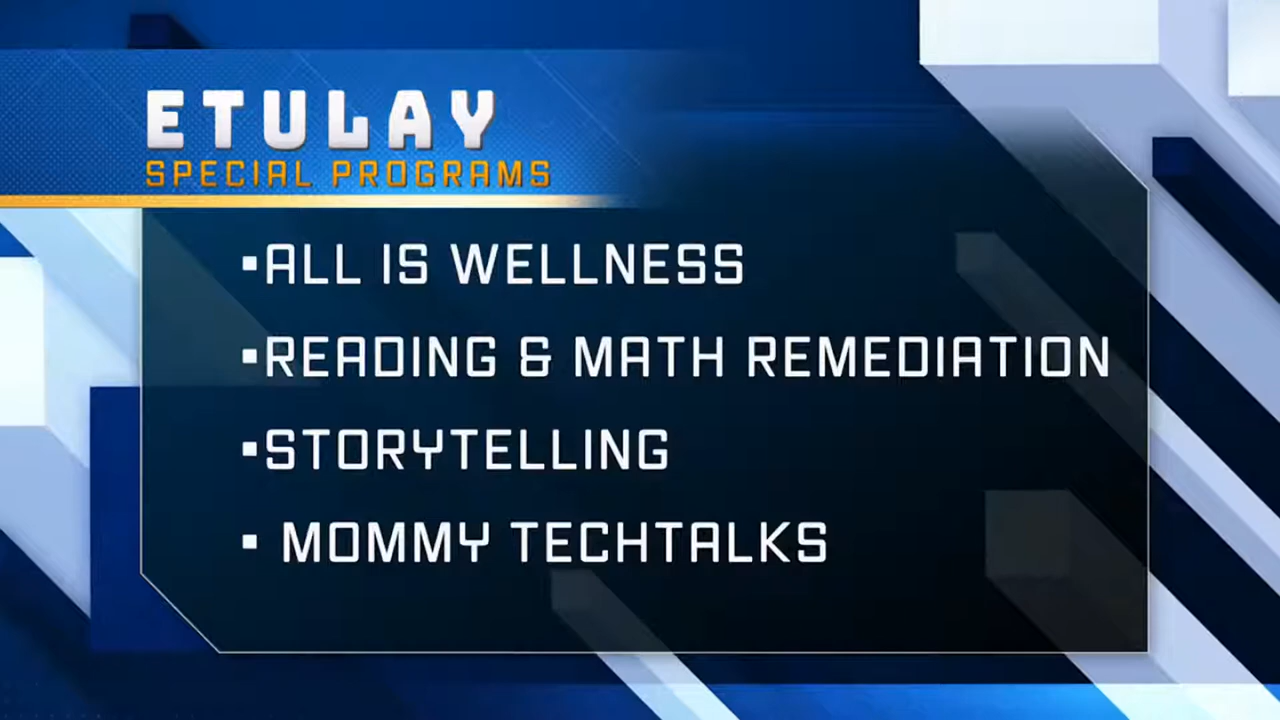 ETULAY
SPECIAL PROGRAMS
▪ALL IS WELLNESS
▪READING & MATH REMEDIATION
▪STORYTELLING
▪ MOMMY TECHTALKS